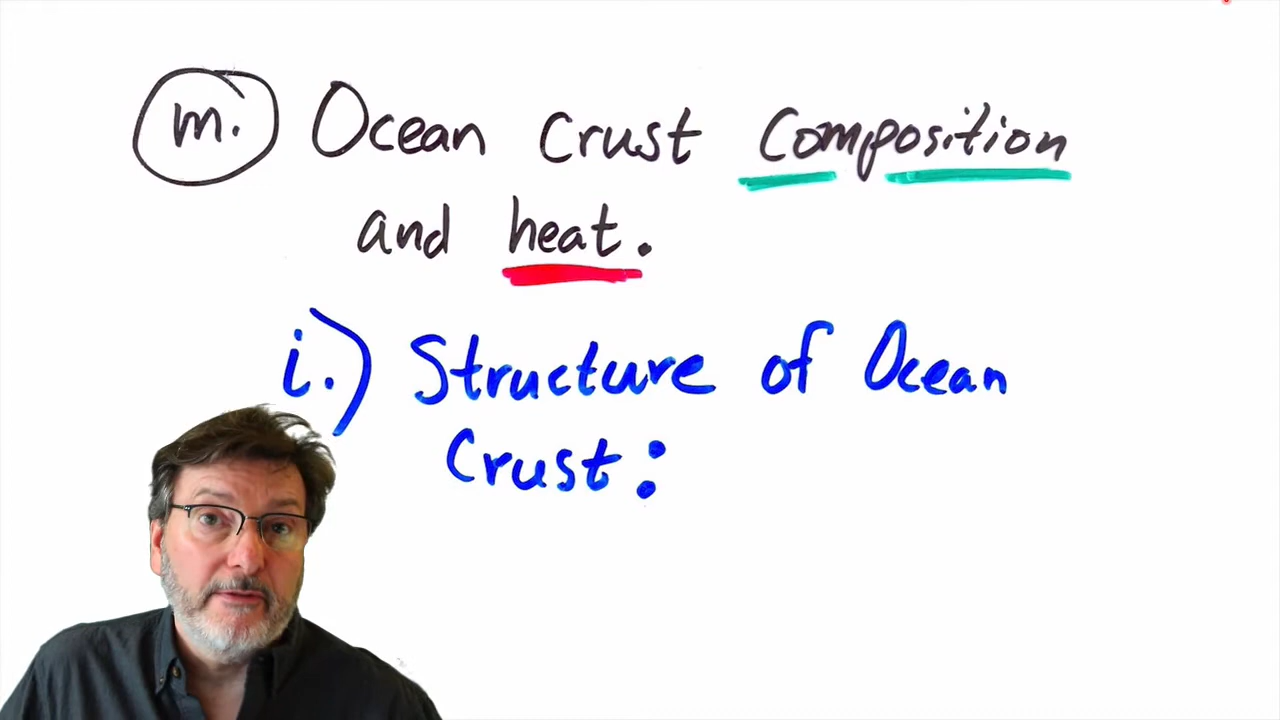 m. Ocean Crust Composition
and heat.
i.) Structure of Ocean
Crust: